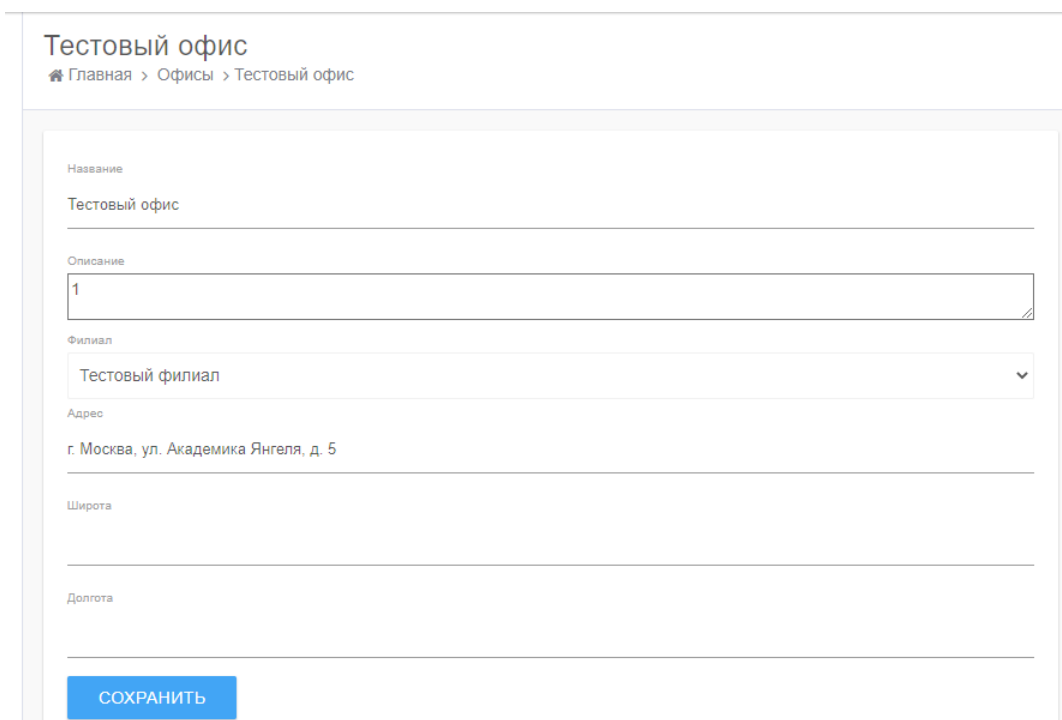 Тестовый офис
Главная > Офисы > Тестовый офис
Название
Тестовый офис
Описание
1
Филиал
Тестовый филиал
Адрес
г. Москва, ул. Академика Янгеля, д. 5
Широта
Долгота
СОХРАНИТЬ